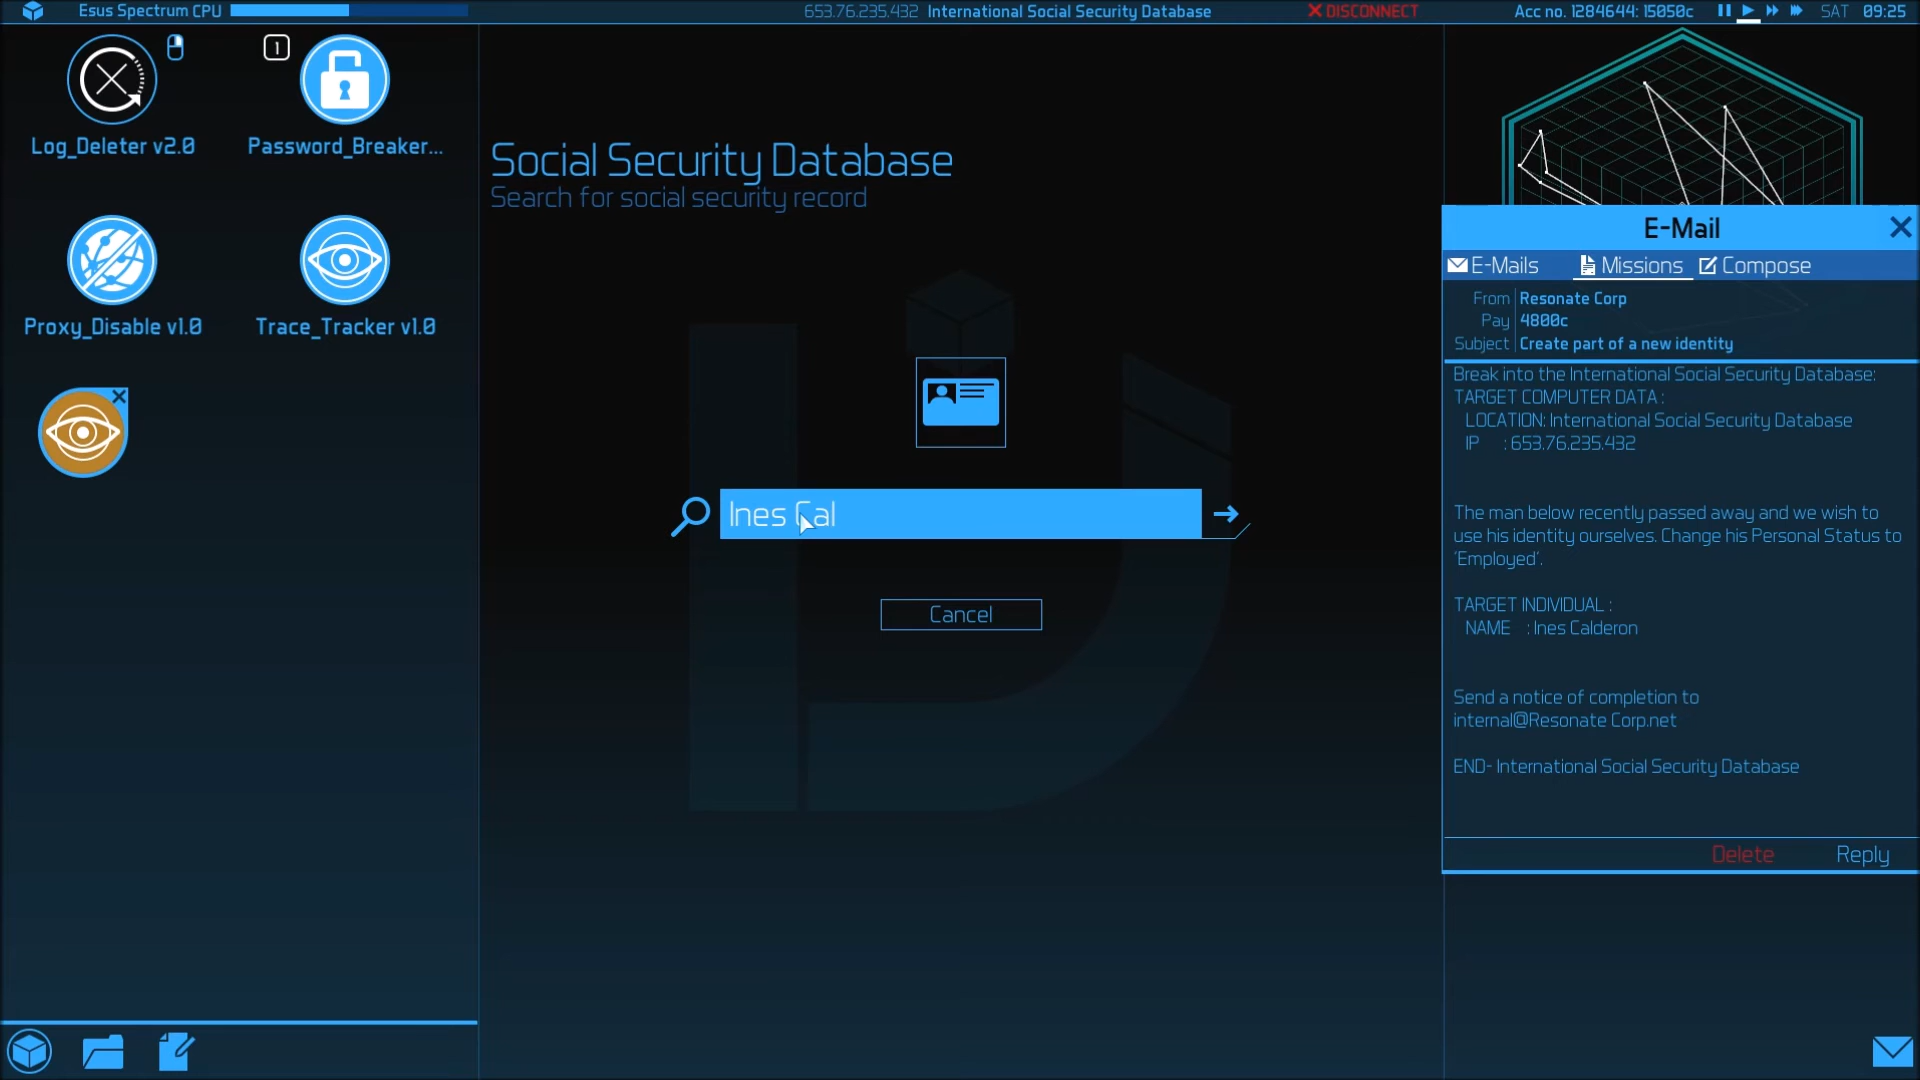 Esus Spectrum CPU
653.76.235.432 International Social Security Database
DISCONNECT
Acc no. 1284644: 15050c
SAT 09:25
1
Log_Deleter v2.0
Password_Breaker...
Proxy_Disable v1.0
Trace_Tracker v1.0
Social Security Database
Search for social security record
Ines Cal
Cancel
E-Mail
E-Mails Missions Compose
From Resonate Corp
Pay 4800c
Subject Create part of a new identity
Break into the International Social Security Database:
TARGET COMPUTER DATA :
LOCATION: International Social Security Database
IP : 653.76.235.432
The man below recently passed away and we wish to
use his identity ourselves. Change his Personal Status to
'Employed'.
TARGET INDIVIDUAL :
NAME : Ines Calderon
Send a notice of completion to
internal@Resonate Corp.net
END- International Social Security Database
Delete Reply